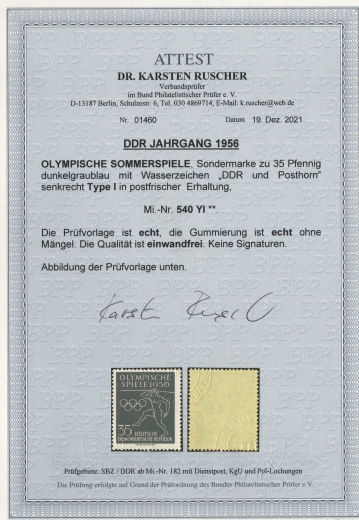 ATTEST
DR. KARSTEN RUSCHER
Verbandsprüfer
im Bund Philatelistischer Prüfer e. V.
D-13187 Berlin, Schulzestr. 6, Tel. 030 4869714, E-Mail: k.ruscher@web.de
Nr. 01460 Datum 19. Dez. 2021
DDR JAHRGANG 1956
OLYMPISCHE SOMMERSPIELE, Sondermarke zu 35 Pfennig
dunkelgraublau mit Wasserzeichen „DDR und Posthorn"
senkrecht Type I in postfrischer Erhaltung,
Mi.-Nr. 540 YI **.
Die Prüfvorlage ist echt, die Gummierung ist echt ohne
Mängel. Die Qualität ist einwandfrei. Keine Signaturen.
Abbildung der Prüfvorlage unten.
OLYMPISCHE
SPIELE 1956
35 DEUTSCHE
DEMOKRATISCHE REPUBLIK
Prüfgebiete: SBZ / DDR ab Mi.-Nr. 182 mit Dienstpost, KgU und Pol-Lochungen
Die Prüfung erfolgte auf Grund der Prüfordnung des Bundes Philatelistischer Prüfer e. V.